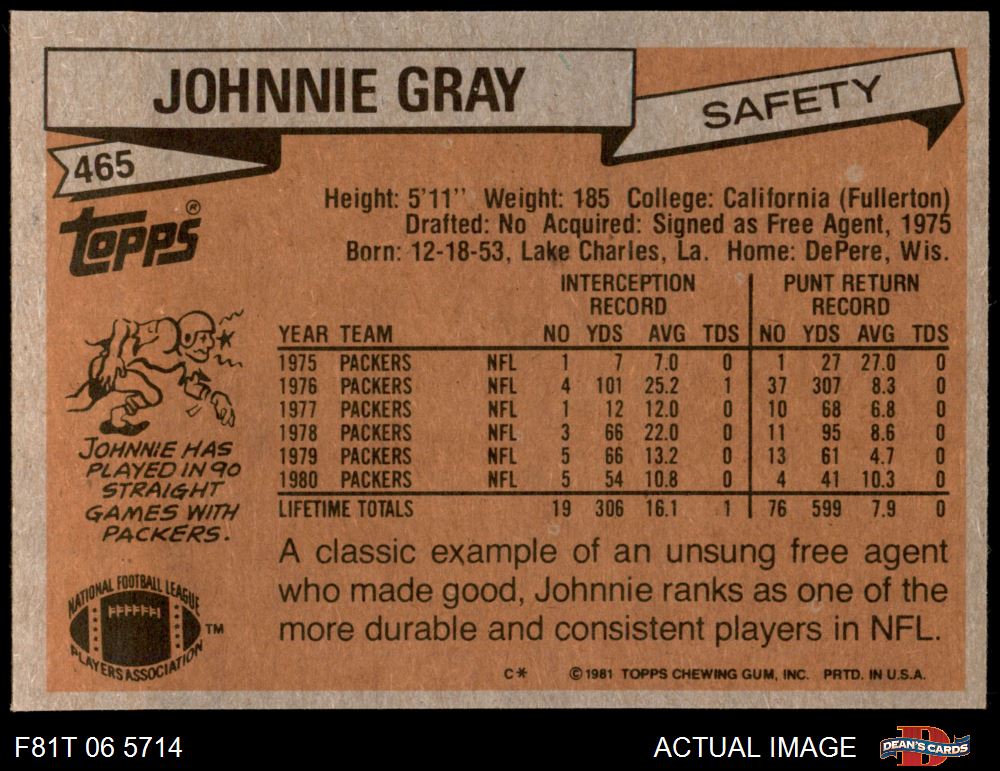 JOHNNIE GRAY
SAFETY
465
TOPPS®
Height: 5'11'' Weight: 185 College: California (Fullerton)
Drafted: No Acquired: Signed as Free Agent, 1975
Born: 12-18-53, Lake Charles, La. Home: DePere, Wis.
INTERCEPTION RECORD PUNT RETURN RECORD
YEAR TEAM NO YDS AVG TDS NO YDS AVG TDS
1975 PACKERS NFL 1 7 7.0 0 1 27 27.0 0
1976 PACKERS NFL 4 101 25.2 1 37 307 8.3 0
1977 PACKERS NFL 1 12 12.0 0 10 68 6.8 0
1978 PACKERS NFL 3 66 22.0 0 11 95 8.6 0
1979 PACKERS NFL 5 66 13.2 0 13 61 4.7 0
1980 PACKERS NFL 5 54 10.8 0 4 41 10.3 0
LIFETIME TOTALS 19 306 16.1 1 76 599 7.9 0
JOHNNIE HAS
PLAYED IN 90
STRAIGHT
GAMES WITH
PACKERS.
A classic example of an unsung free agent
who made good, Johnnie ranks as one of the
more durable and consistent players in NFL.
NATIONAL FOOTBALL LEAGUE
NFLPA
TM
PLAYERS ASSOCIATION
C* ©1981 TOPPS CHEWING GUM, INC. PRTD. IN U.S.A.
F81T 06 5714
ACTUAL IMAGE
DEAN'S CARDS